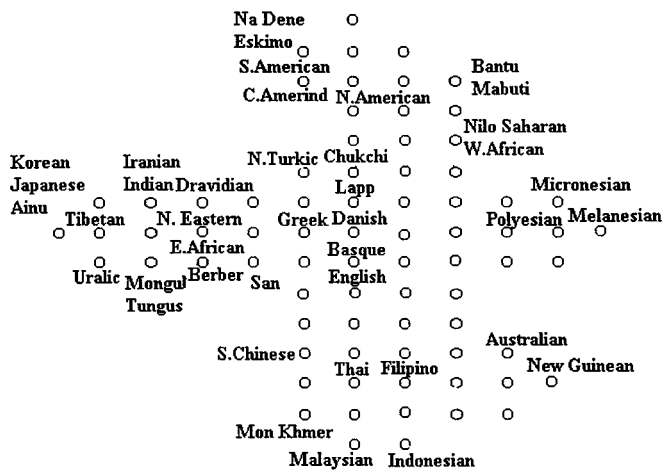 Na Dene
Eskimo
S.American
C.Amerind
N.American
Bantu
Mabuti
Nilo Saharan
W.African
Korean
Japanese
Ainu
Iranian
Indian
Dravidian
N.Turkic
Chukchi
Lapp
Micronesian
Tibetan
N. Eastern
E.African
Greek
Danish
Polyesian
Melanesian
Basque
English
Uralic
Mongul
Tungus
Berber
San
S.Chinese
Thai
Filipino
Australian
New Guinean
Mon Khmer
Malaysian
Indonesian